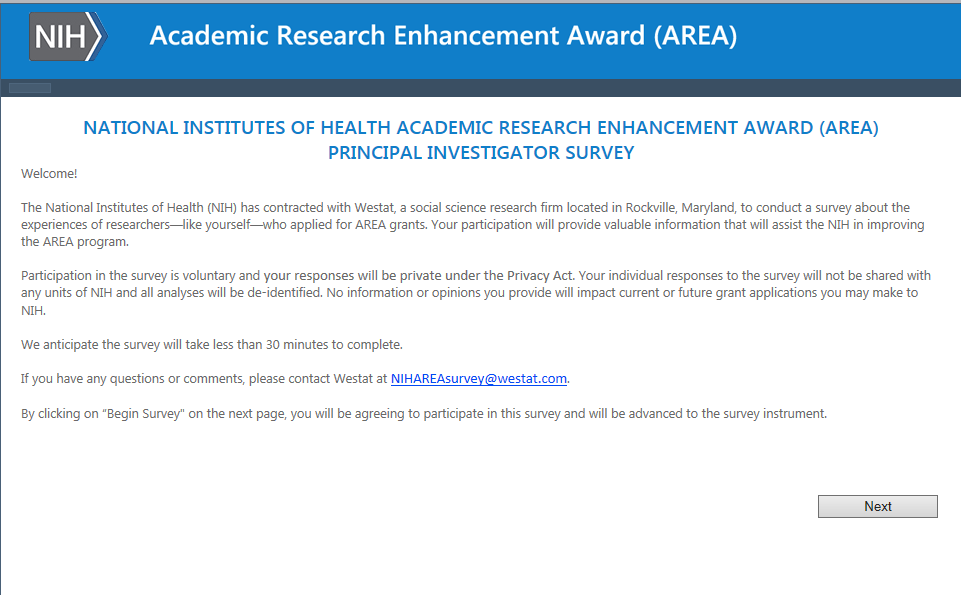 NIH
Academic Research Enhancement Award (AREA)
NATIONAL INSTITUTES OF HEALTH ACADEMIC RESEARCH ENHANCEMENT AWARD (AREA)
PRINCIPAL INVESTIGATOR SURVEY
Welcome!
The National Institutes of Health (NIH) has contracted with Westat, a social science research firm located in Rockville, Maryland, to conduct a survey about the
experiences of researchers—like yourself—who applied for AREA grants. Your participation will provide valuable information that will assist the NIH in improving
the AREA program.
Participation in the survey is voluntary and your responses will be private under the Privacy Act. Your individual responses to the survey will not be shared with
any units of NIH and all analyses will be de-identified. No information or opinions you provide will impact current or future grant applications you may make to
NIH.
We anticipate the survey will take less than 30 minutes to complete.
If you have any questions or comments, please contact Westat at NIHAREAsurvey@westat.com.
By clicking on “Begin Survey” on the next page, you will be agreeing to participate in this survey and will be advanced to the survey instrument.
Next